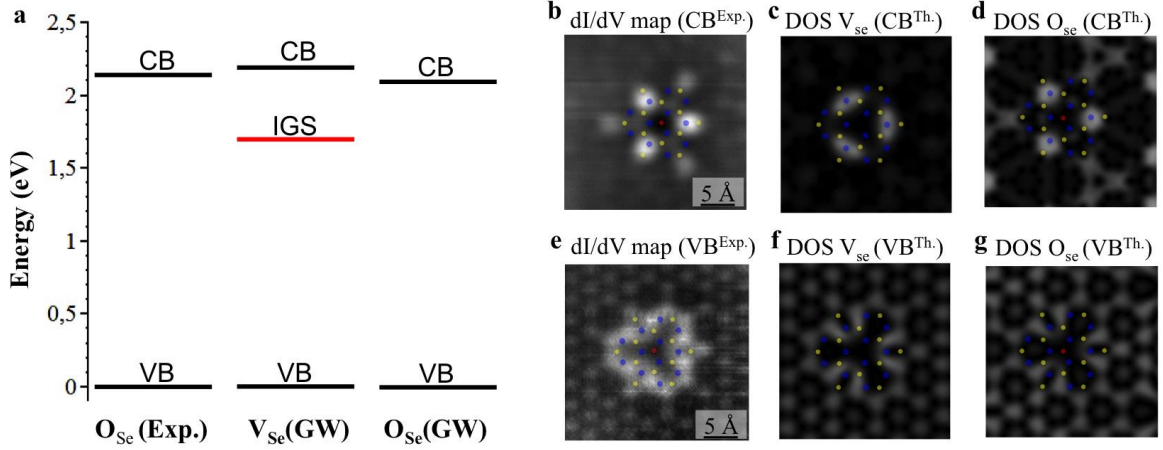 a
2,5
2
1,5
1
0,5
0
Energy (eV)
CB
CB
CB
IGS
VB
VB
VB
OSe (Exp.)
VSe(GW)
OSe(GW)
b dI/dV map (CBExp.)
5 Å
c DOS Vse (CBTh.)
d DOS Ose (CBTh.)
e dI/dV map (VBExp.)
5 Å
f DOS Vse (VBTh.)
g DOS Ose (VBTh.)